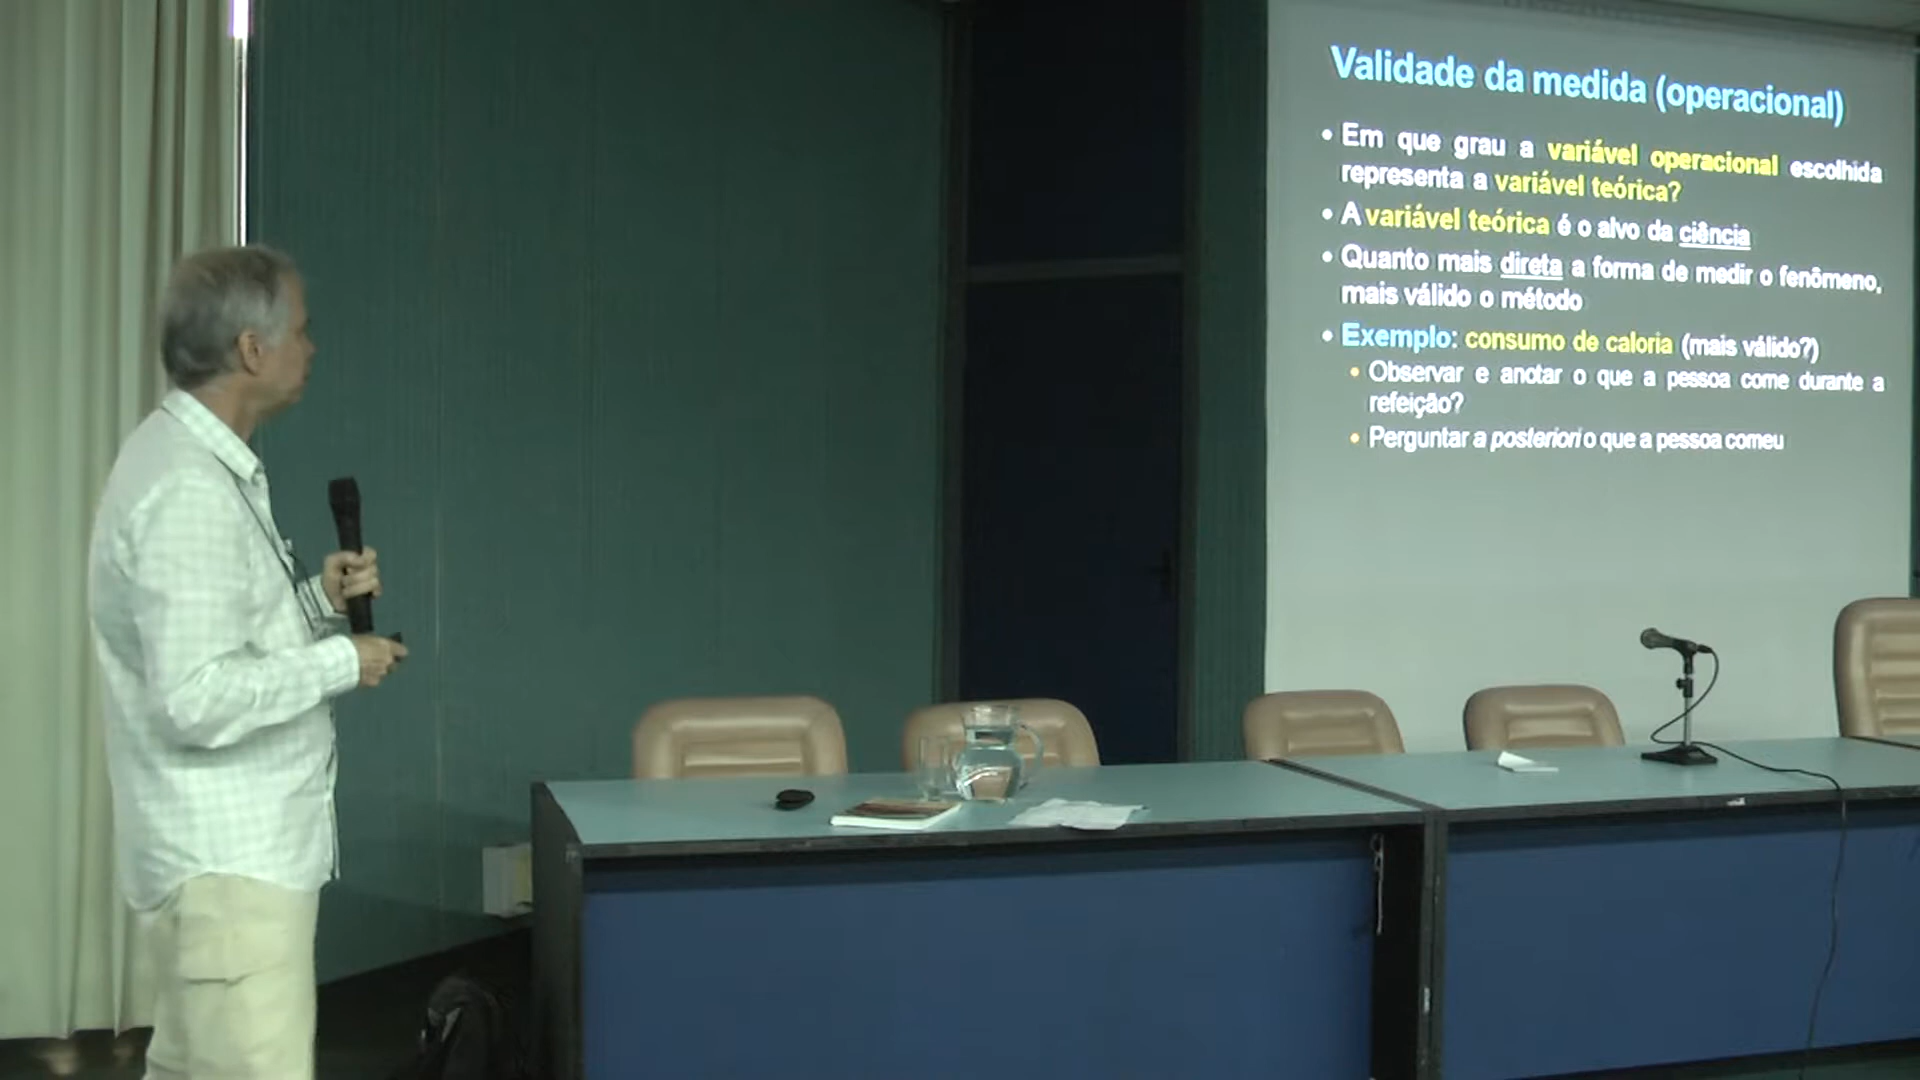 Validade da medida (operacional)
• Em que grau a variável operacional escolhida
representa a variável teórica?
• A variável teórica é o alvo da ciência
• Quanto mais direta a forma de medir o fenômeno,
mais válido o método
• Exemplo: consumo de caloria (mais válido?)
• Observar e anotar o que a pessoa come durante a
refeição?
• Perguntar a posteriori o que a pessoa comeu